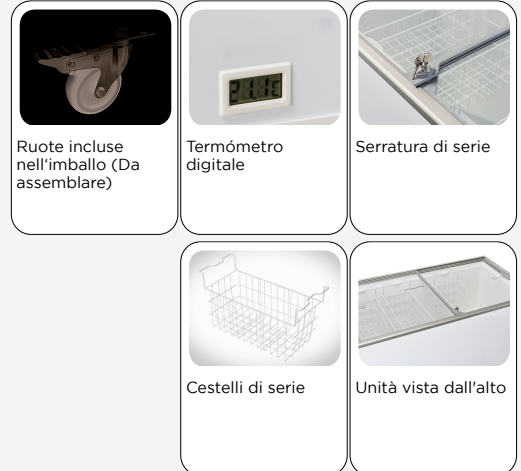 Ruote incluse
nell‘imballo (Da
assemblare)
Termómetro
digitale
Serratura di serie
Cestelli di serie
Unità vista dall'alto